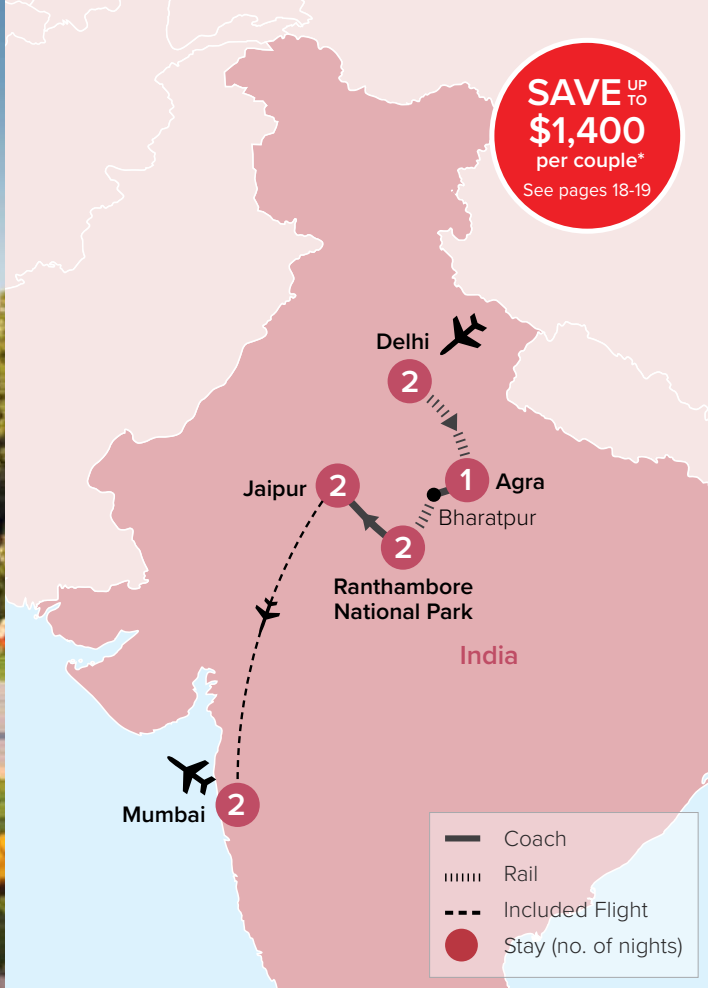 SAVE UP TO
$1,400
per couple*
See pages 18-19
Delhi
2
Jaipur
2
1
Agra
Bharatpur
2
Ranthambore
National Park
India
Mumbai
2
Coach
Rail
Included Flight
Stay (no. of nights)